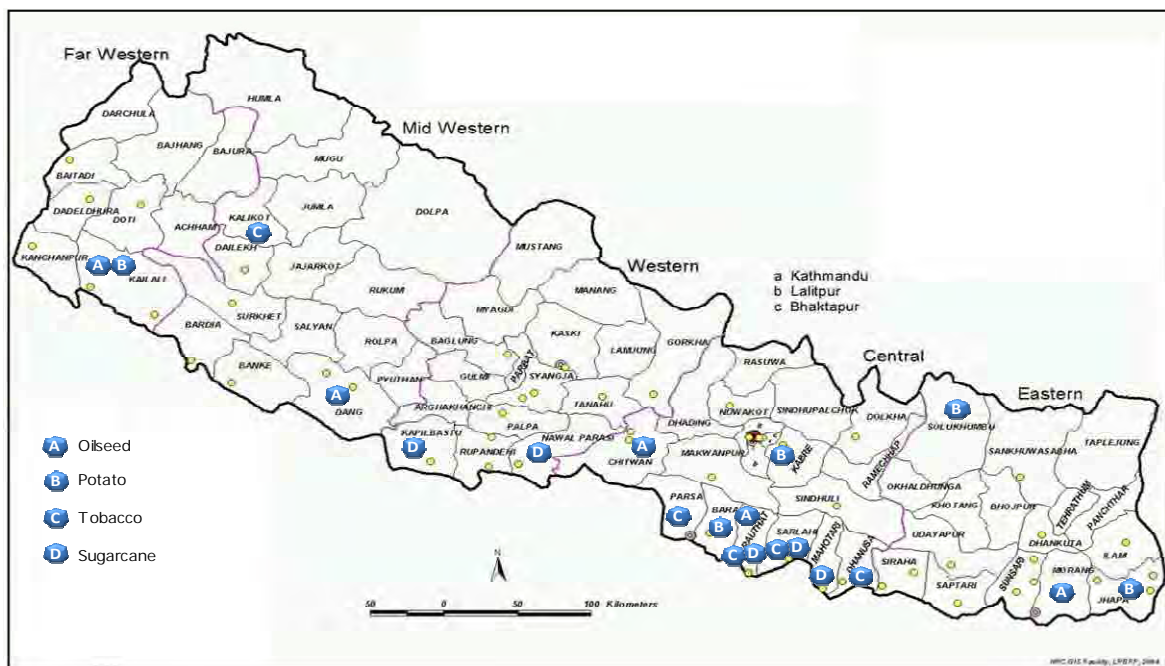 Far Western
HUMLA
DARCHULA
Mid Western
BAJHANG
BAJURA
MUGU
BAITADI
DADELDHURA
DOTI
ACHHAM
KALIKOT
JUMLA
DOLPA
C
MUSTANG
DAILEKH
KANCHANPUR
A B
KAILALI
JAJARKOT
Western
a Kathmandu
b Lalitpur
c Bhaktapur
RUKUM
MANANG
MYAGDI
SURKHET
BARDIA
SALYAN
ROLPA
BAGLUNG
KASKI
LAMJUNG
GORKHA
RASUWA
Central
BANKE
PYUTHAN
GULMI
PARBAT
SYANGJA
TANAHU
Eastern
A
DANG
ARGHAKHANCHI
DHADING
NUWAKOT
SINDHUPALCHOK
DOLKHA
B
SOLUKHUMBU
TAPLEJUNG
PALPA
KAPILBASTU
D
RUPANDEHI
NAWAL PARASI
D
A
CHITWAN
MAKWANPUR
B
KABRE
RAMECHHAP
SANKHUWASABHA
A Oilseed
B Potato
C Tobacco
D Sugarcane
OKHALDHUNGA
KHOTANG
BHOJPUR
TEHRATHUM
PANCHTHAR
PARSA
C
BARA
B
A
SINDHULI
SARLAHI
MAHOTARI
DHANUSA
UDAYAPUR
DHANKUTA
ILAM
C D C D
D
C
SIRAHA
SAPTARI
SUNSARI
MORANG
A
JHAPA
B
N
50 0 50 100 Kilometers